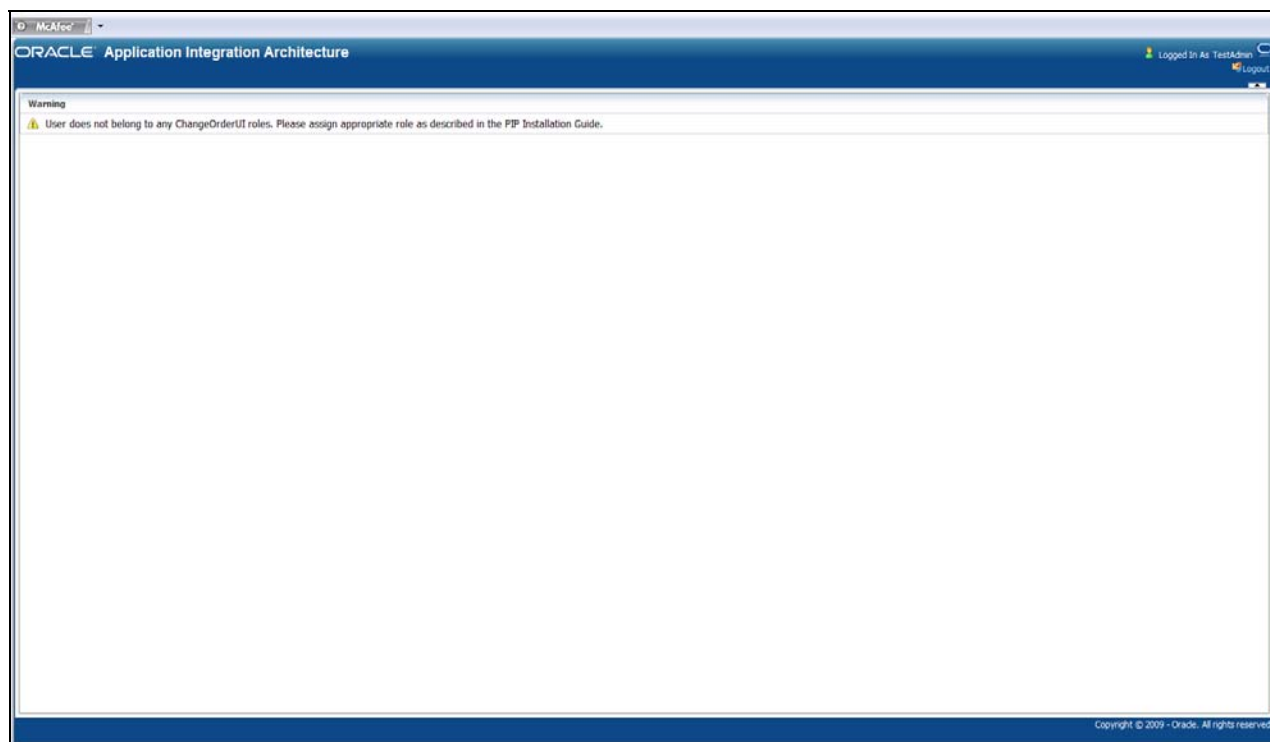 McAfee
ORACLE Application Integration Architecture
Logged In As TestAdmin
Logout
Warning
User does not belong to any ChangeOrderUI roles. Please assign appropriate role as described in the PIP Installation Guide.
Copyright © 2009 - Oracle. All rights reserved